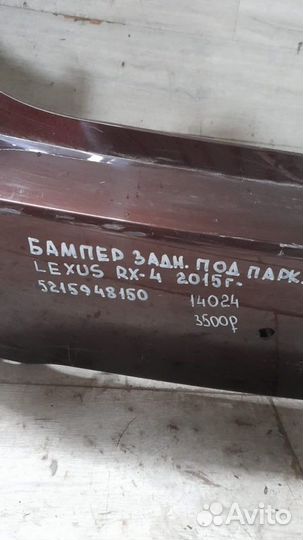 БАМПЕР ЗАДН. ПОД ПАРК.
LEXUS RX-4 2015г.
5215948150 14024
3500р
Avito